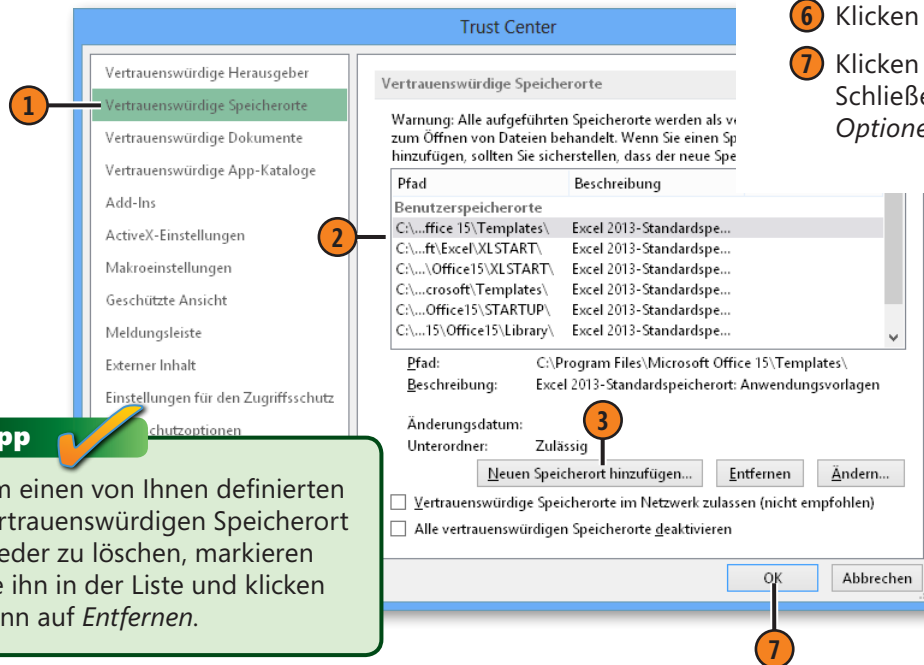 6 Klicken
7 Klicken
Schließe
Optione
Trust Center
1
Vertrauenswürdige Herausgeber
Vertrauenswürdige Speicherorte
Vertrauenswürdige Dokumente
Vertrauenswürdige App-Kataloge
Add-Ins
ActiveX-Einstellungen
Makroeinstellungen
Geschützte Ansicht
Meldungsleiste
Externer Inhalt
Einstellungen für den Zugriffsschutz
chutzoptionen
Vertrauenswürdige Speicherorte
Warnung: Alle aufgeführten Speicherorte werden als ve
zum Öffnen von Dateien behandelt. Wenn Sie einen Sp
hinzufügen, sollten Sie sicherstellen, dass der neue Spe
Pfad Beschreibung
Benutzerspeicherorte
2
C:\...ffice 15\Templates\ Excel 2013-Standardspe...
C:\...ft\Excel\XLSTART\ Excel 2013-Standardspe...
C:\...\Office15\XLSTART\ Excel 2013-Standardspe...
C:\...crosoft\Templates\ Excel 2013-Standardspe...
C:\...Office15\STARTUP\ Excel 2013-Standardspe...
C:\...15\Office15\Library\ Excel 2013-Standardspe...
Pfad: C:\Program Files\Microsoft Office 15\Templates\
Beschreibung: Excel 2013-Standardspeicherort: Anwendungsvorlagen
Änderungsdatum:
3
Unterordner: Zulässig
Neuen Speicherort hinzufügen... Entfernen Ändern...
Vertrauenswürdige Speicherorte im Netzwerk zulassen (nicht empfohlen)
Alle vertrauenswürdigen Speicherorte deaktivieren
OK Abbrechen
7
pp
m einen von Ihnen definierten
ertrauenswürdigen Speicherort
eder zu löschen, markieren
e ihn in der Liste und klicken
nn auf Entfernen.